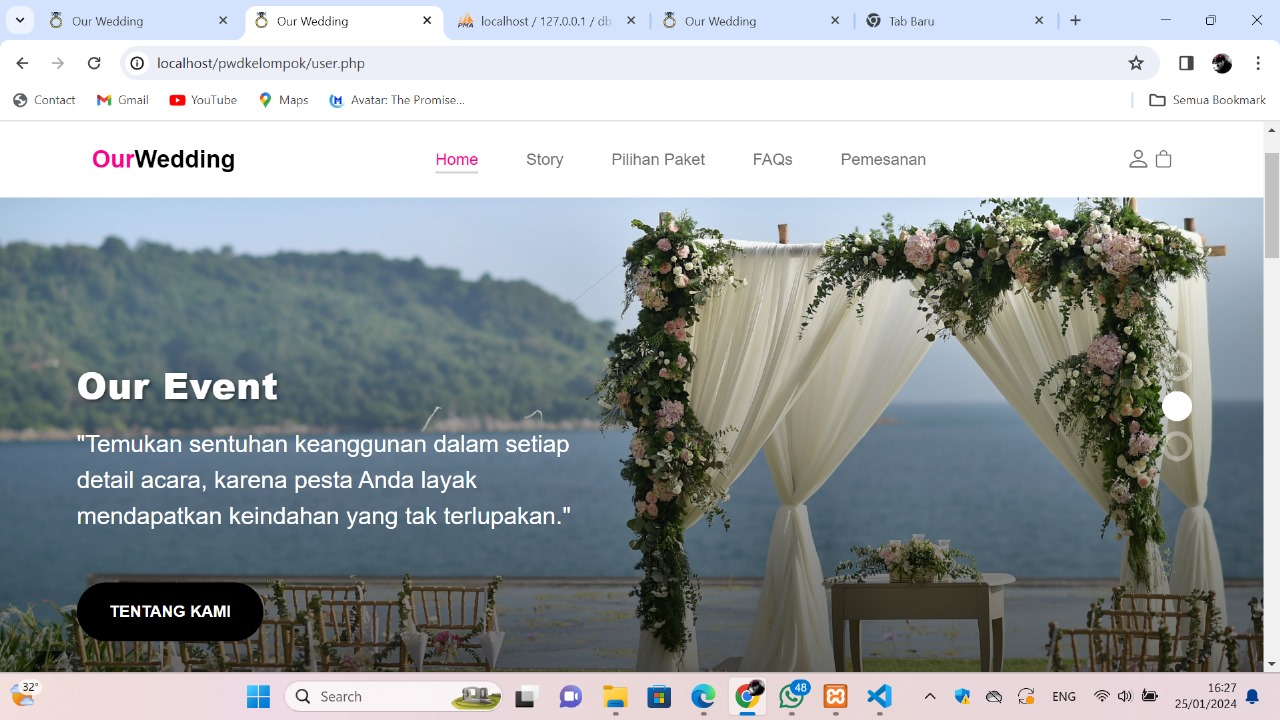 Our Wedding
Our Wedding
localhost / 127.0.0.1 / db
Our Wedding
Tab Baru
localhost/pwdkelompok/user.php
Contact
Gmail
YouTube
Maps
Avatar: The Promise...
Semua Bookmark
OurWedding
Home
Story
Pilihan Paket
FAQs
Pemesanan
Our Event
"Temukan sentuhan keanggunan dalam setiap
detail acara, karena pesta Anda layak
mendapatkan keindahan yang tak terlupakan."
TENTANG KAMI
32°
Search
48
ENG
16:27
25/01/2024